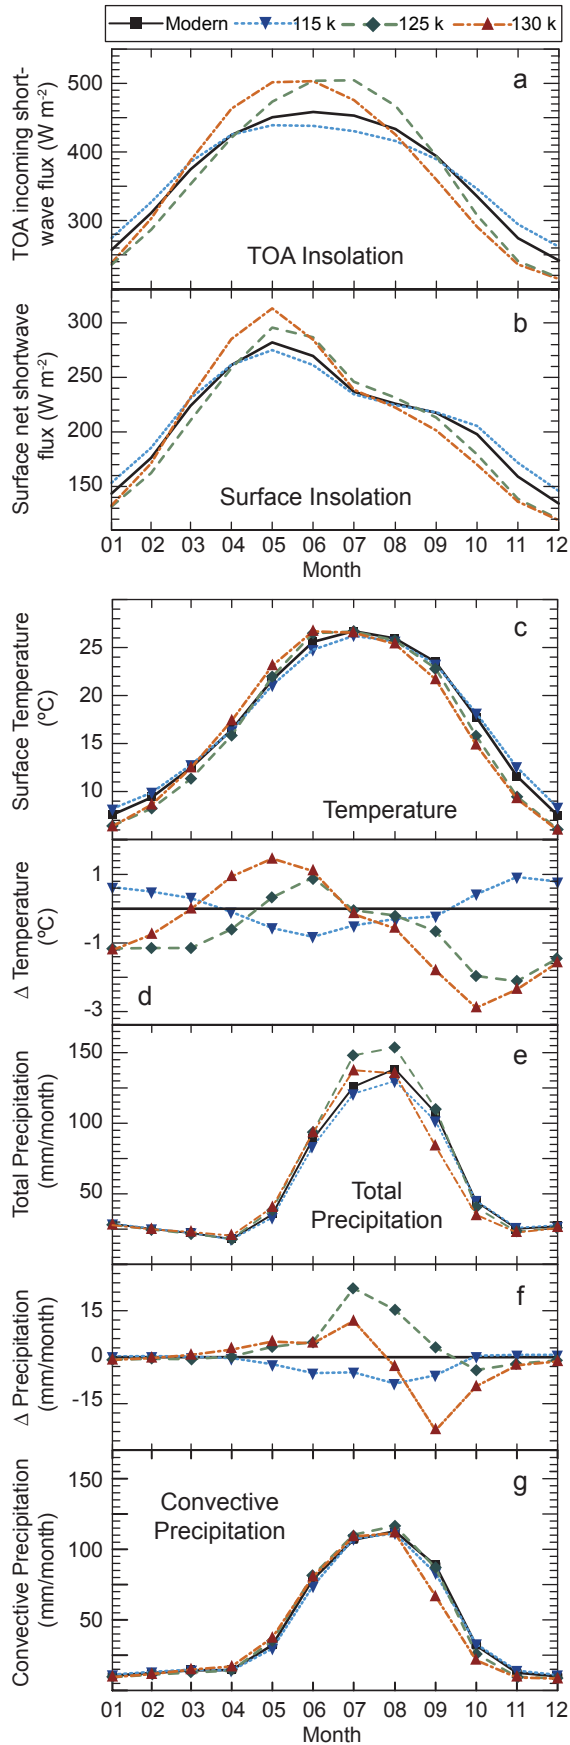 Modern 115 k 125 k 130 k
a
TOA incoming short-
wave flux (W m-2)
500
400
300
TOA Insolation
b
Surface net shortwave
flux (W m-2)
300
250
200
150
Surface Insolation
01 02 03 04 05 06 07 08 09 10 11 12
Month
c
Surface Temperature
(ºC)
25
20
15
10
Temperature
Δ Temperature
(ºC)
1
-1
-3
d
e
Total Precipitation
(mm/month)
150
100
50
Total
Precipitation
f
Δ Precipitation
(mm/month)
15
0
-15
g
Convective Precipitation
(mm/month)
100
50
Convective
Precipitation
01 02 03 04 05 06 07 08 09 10 11 12
Month